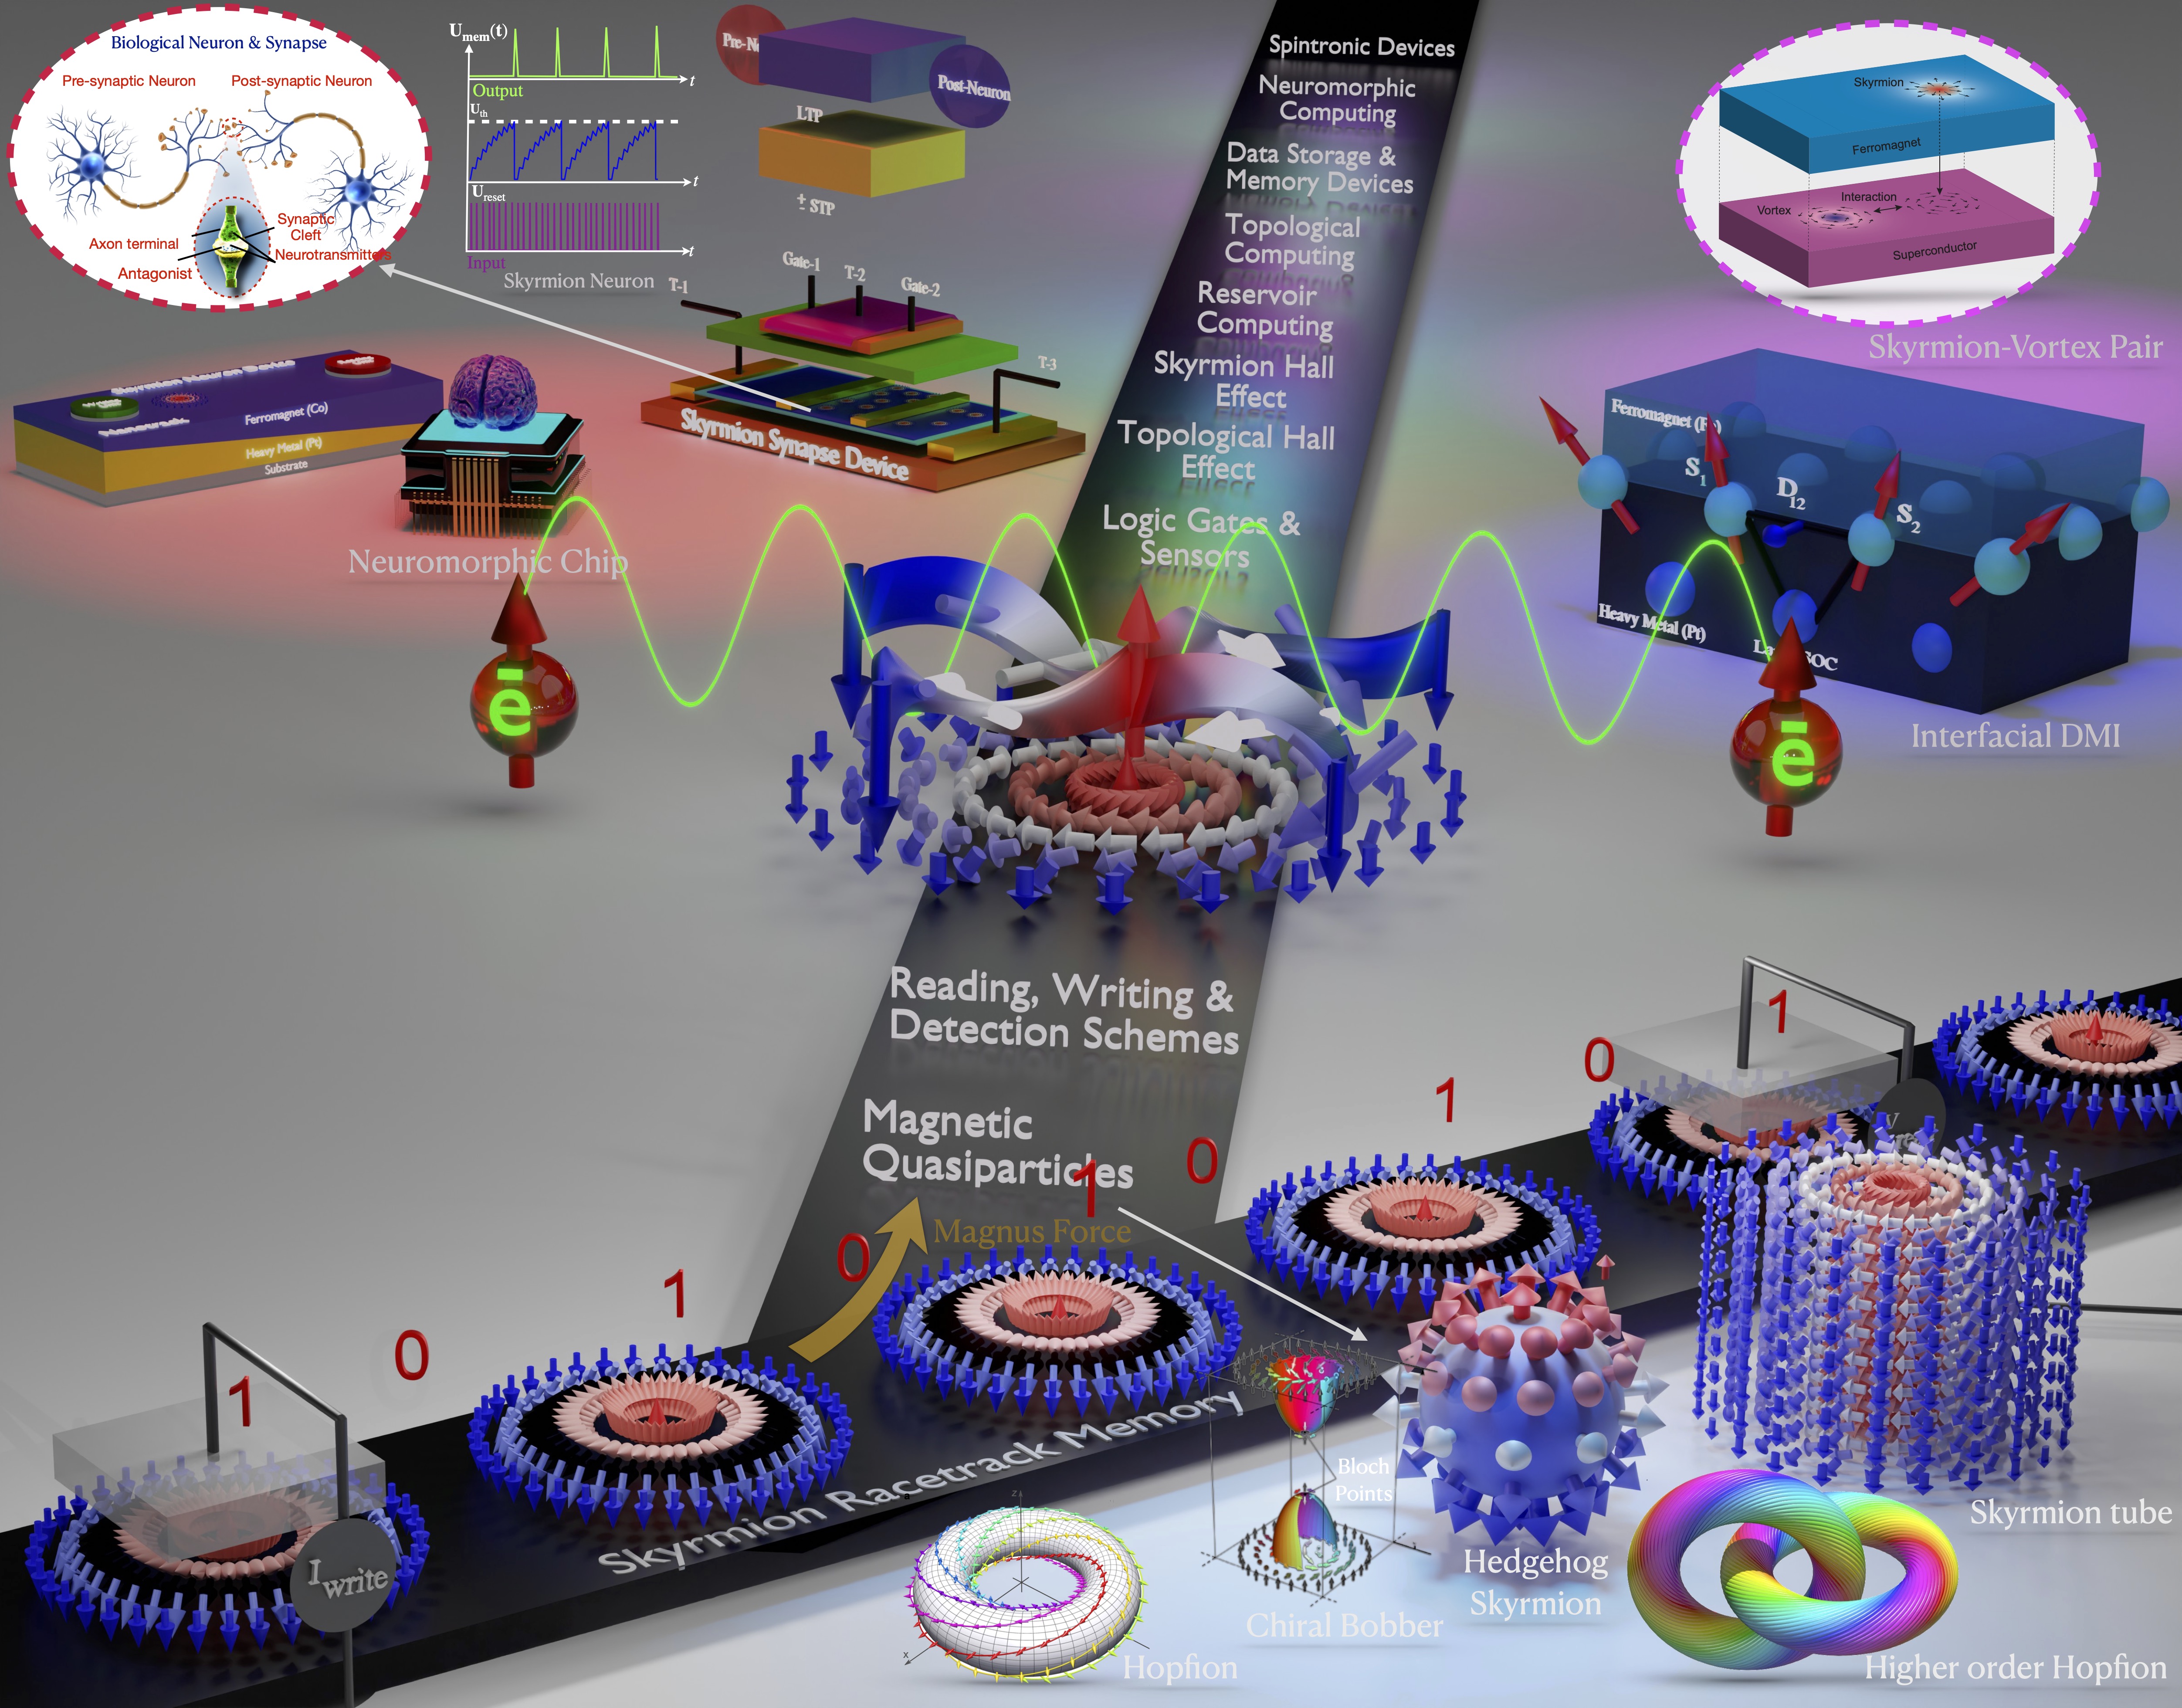 Biological Neuron & Synapse
Pre-synaptic Neuron
Post-synaptic Neuron
Synaptic
Cleft
Axon terminal
Neurotransmitters
Antagonist
Umem(t)
t
Output
Uth
t
Ureset
t
Input
Skyrmion Neuron
Pre-N
Post-Neuron
LTP
± STP
Gate-1
T-2
Gate-2
T-1
T-3
Skyrmion Synapse Device
Ferromagnet (Co)
Heavy Metal (Pt)
Substrate
Neuromorphic Chip
Spintronic Devices
Neuromorphic
Computing
Data Storage &
Memory Devices
Topological
Computing
Reservoir
Computing
Skyrmion Hall
Effect
Topological Hall
Effect
Logic Gates &
Sensors
Skyrmion
Ferromagnet
Interaction
Vortex
Superconductor
Skyrmion-Vortex Pair
Ferromagnet
S1
D12
S2
Heavy Metal (Pt)
SOC
Interfacial DMI
ē
ē
Reading, Writing &
Detection Schemes
Magnetic
Quasiparticles
Magnus Force
1
0
1
0
1
0
1
0
1
Iwrite
Skyrmion Racetrack Memory
Bloch
Points
z
x
Hopfion
Chiral Bobber
Hedgehog
Skyrmion
Skyrmion tube
Higher order Hopfion